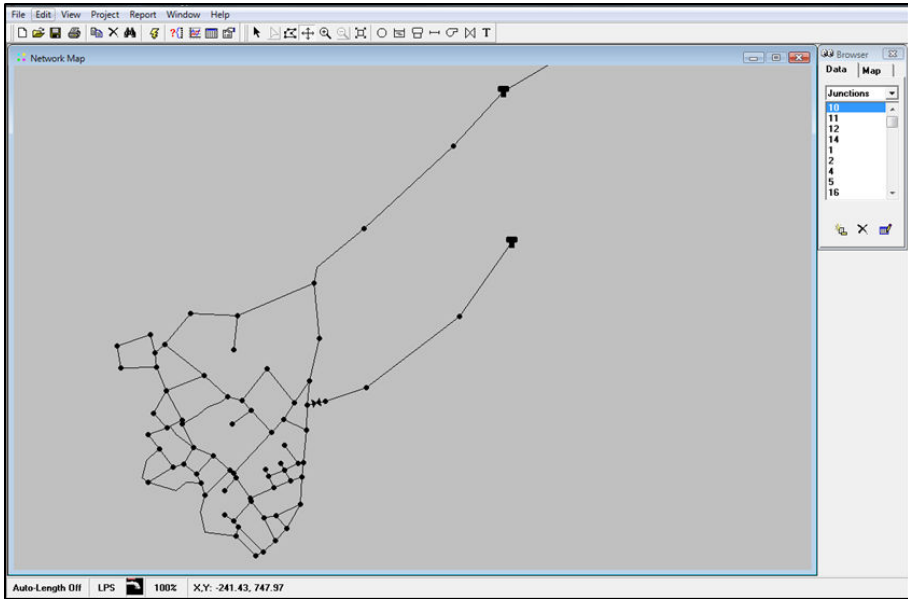 File Edit View Project Report Window Help
T
Network Map
Browser
Data Map
Junctions
10
11
12
14
1
2
4
5
16
Auto-Length Off LPS 100% X,Y: -241.43, 747.97